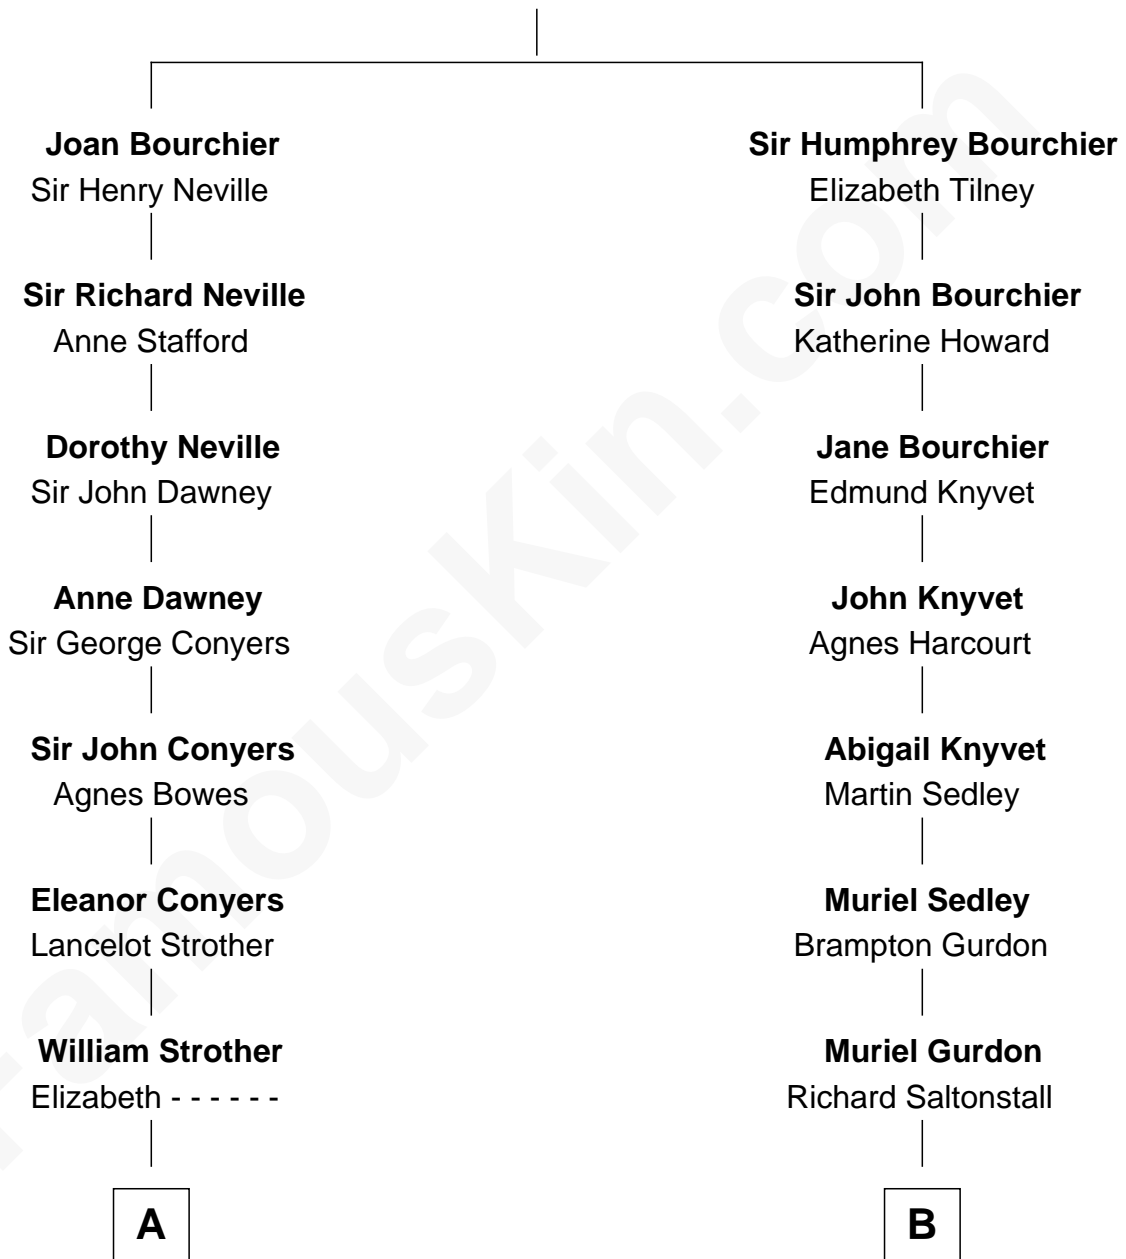 Joan Bourchier
Sir Henry Neville
Sir Richard Neville
Anne Stafford
Dorothy Neville
Sir John Dawney
Anne Dawney
Sir George Conyers
Sir John Conyers
Agnes Bowes
Eleanor Conyers
Lancelot Strother
William Strother
Elizabeth - - - - - -
A
Sir Humphrey Bourchier
Elizabeth Tilney
Sir John Bourchier
Katherine Howard
Jane Bourchier
Edmund Knyvet
John Knyvet
Agnes Harcourt
Abigail Knyvet
Martin Sedley
Muriel Sedley
Brampton Gurdon
Muriel Gurdon
Richard Saltonstall
B
FamousKin.com